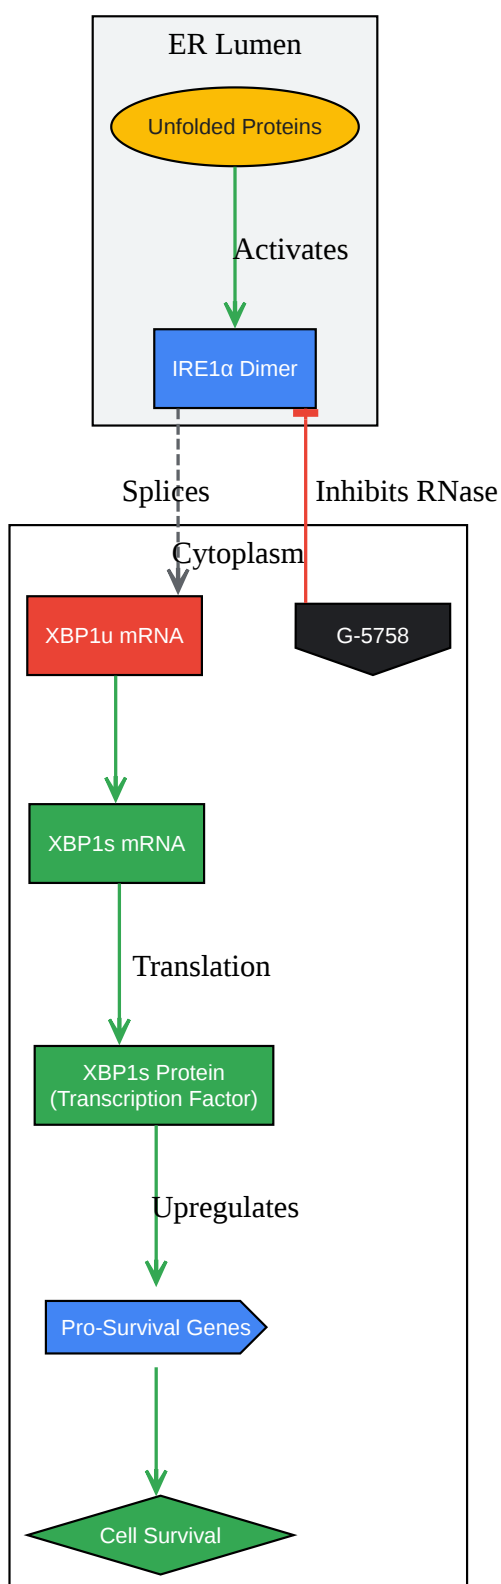 ER Lumen
Unfolded Proteins
Activates
IRE1α Dimer
Splices
Inhibits RNase
Cytoplasm
XBP1u mRNA
G-5758
XBP1s mRNA
Translation
XBP1s Protein
(Transcription Factor)
Upregulates
Pro-Survival Genes
Cell Survival